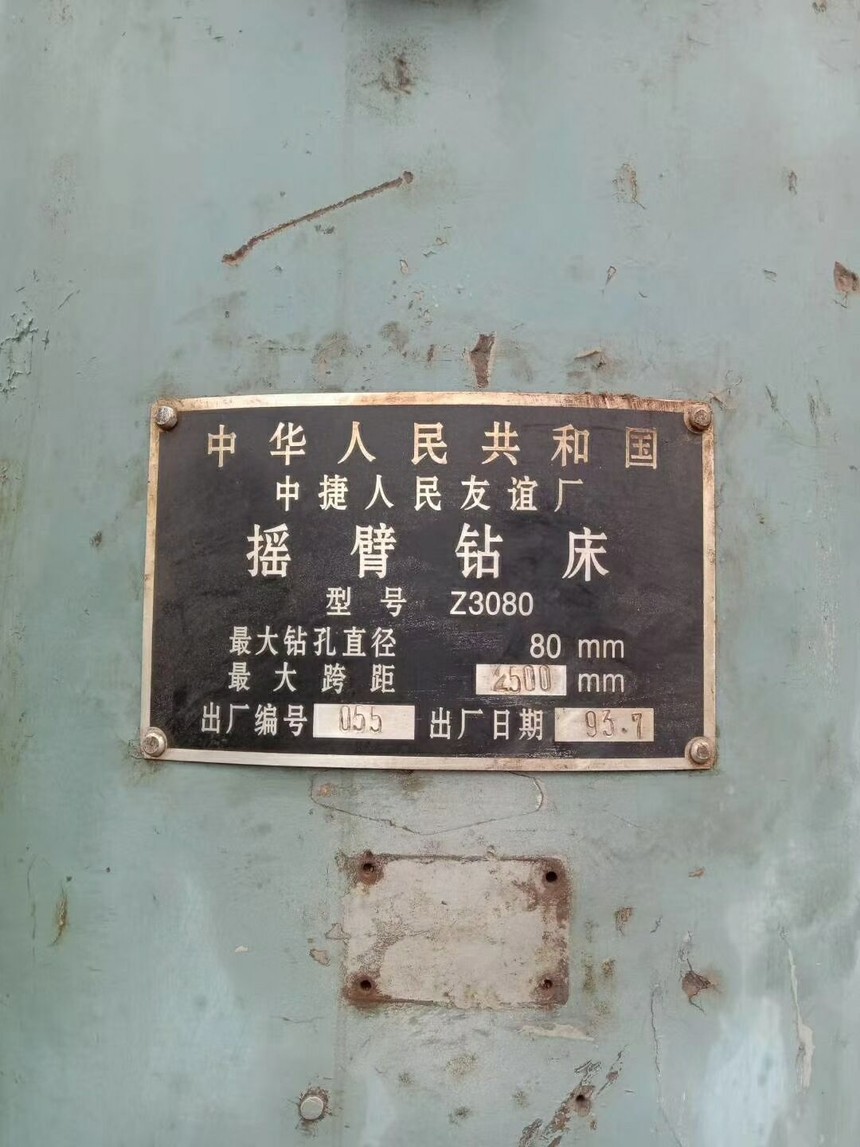 中华人民共和国
中捷人民友谊厂
摇臂钻床
型号 Z3080
最大钻孔直径 80 mm
最大跨距 2500 mm
出厂编号 055 出厂日期 93.7